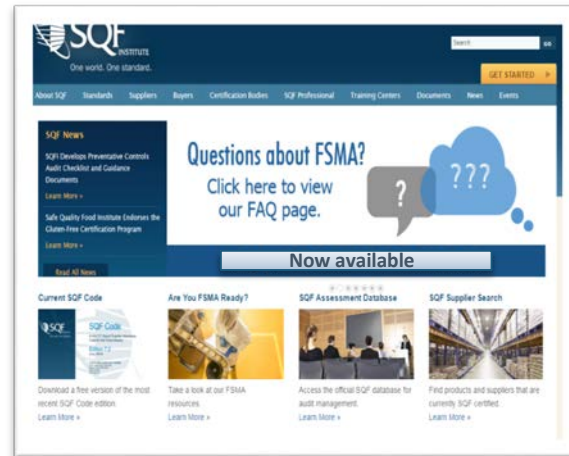 SQF
INSTITUTE
One world. One standard.
Search
GO
GET STARTED
About SQF Standards Suppliers Buyers Certification Bodies SQF Professional Training Centers Documents News Events
SQF News
SQFI Develops Preventative Controls
Audit Checklist and Guidance
Documents
Learn More »
Safe Quality Food Institute Endorses the
Gluten-Free Certification Program
Learn More »
Read All News
Questions about FSMA?
Click here to view
our FAQ page.
?
???
Now available
Current SQF Code
SQF
SQF Code
Download a free version of the most
recent SQF Code edition.
Learn More »
Are You FSMA Ready?
Take a look at our FSMA
resources.
Learn More »
SQF Assessment Database
Access the official SQF database for
audit management.
Learn More »
SQF Supplier Search
Find products and suppliers that are
currently SQF certified.
Learn More »